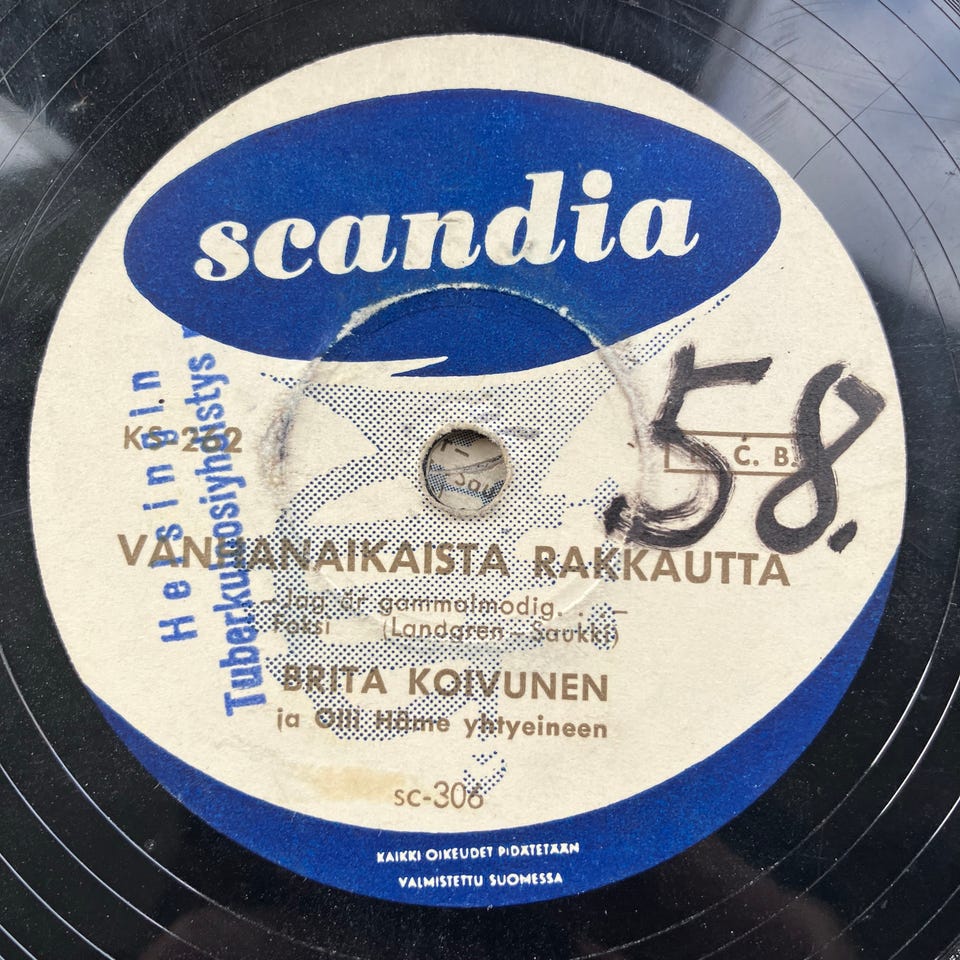 scandia
Helsingin
Tuberkuloosiyhdistys
KS-262
58.
C. B.
VANHANAIKAISTA RAKKAUTTA
Jag är gammalmodig. . . –
Foksi (Landgren - Saukki)
BRITA KOIVUNEN
ja Olli Häme yhtyeineen
sc-306
KAIKKI OIKEUDET PIDÄTETÄÄN
VALMISTETTU SUOMESSA